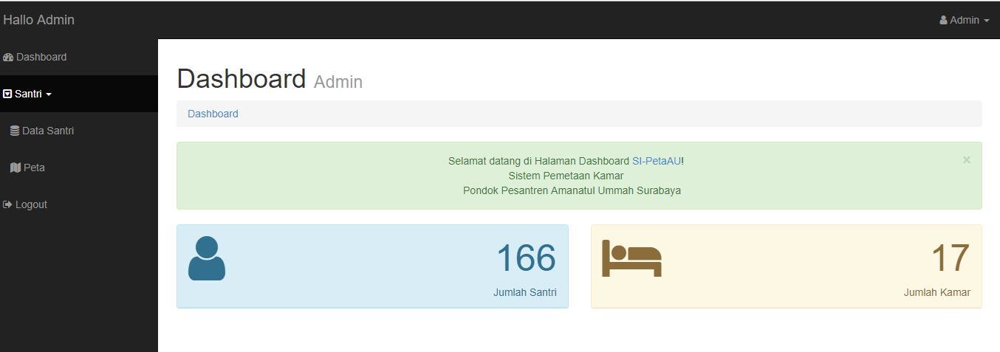 Hallo Admin
Admin
Dashboard
Santri
Data Santri
Peta
Logout
Dashboard Admin
Dashboard
Selamat datang di Halaman Dashboard SI-PetaAU!
Sistem Pemetaan Kamar
Pondok Pesantren Amanatul Ummah Surabaya
×
166
Jumlah Santri
17
Jumlah Kamar